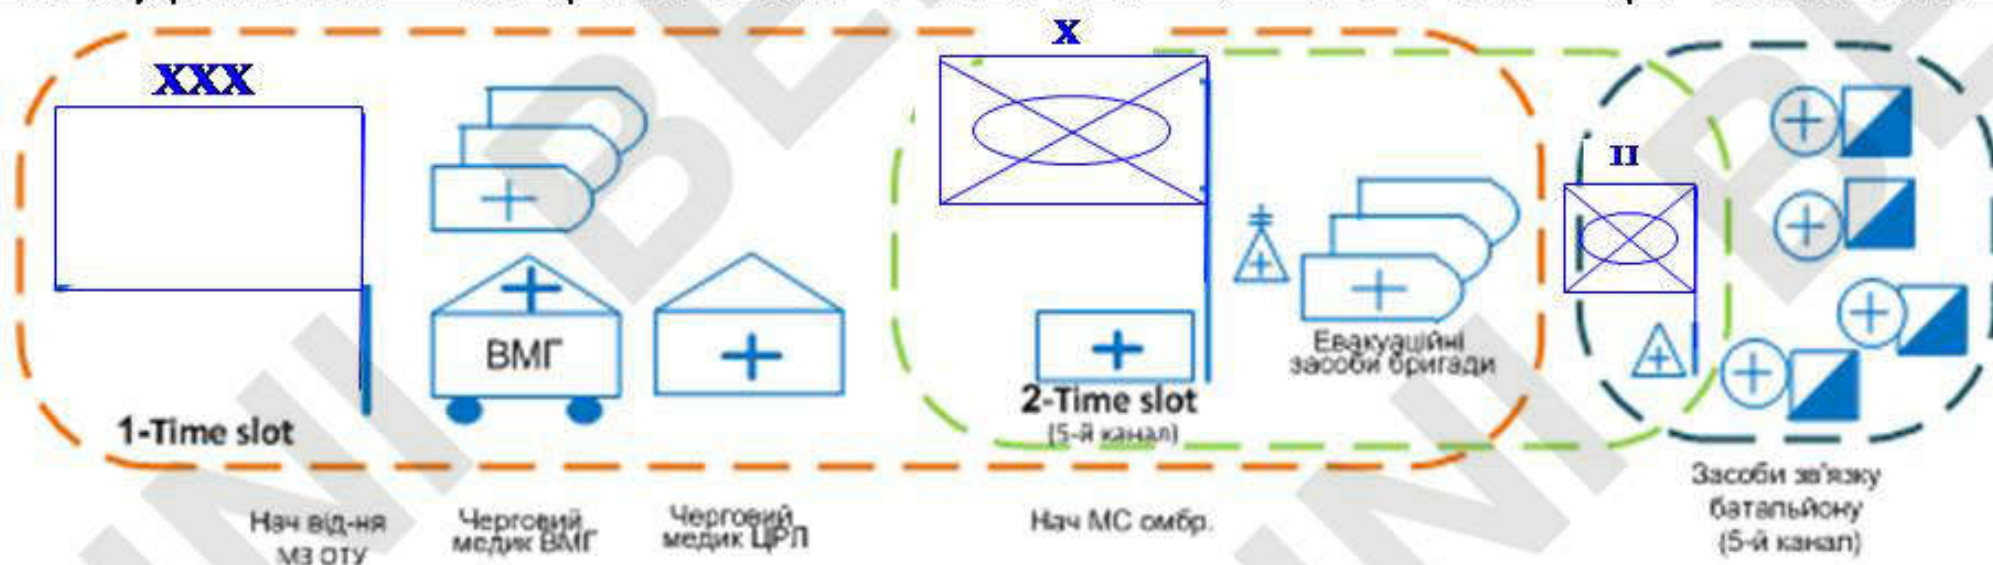 XXX
X
II
ВМГ
Евакуаційні
засоби бригади
1-Time slot
2-Time slot
(5-й канал)
Нач від-ня
МЗ ОТУ
Черговий
медик ВМГ
Черговий
медик ЦРЛ
Нач МС омбр.
Засоби зв'язку
батальйону
(5-й канал)